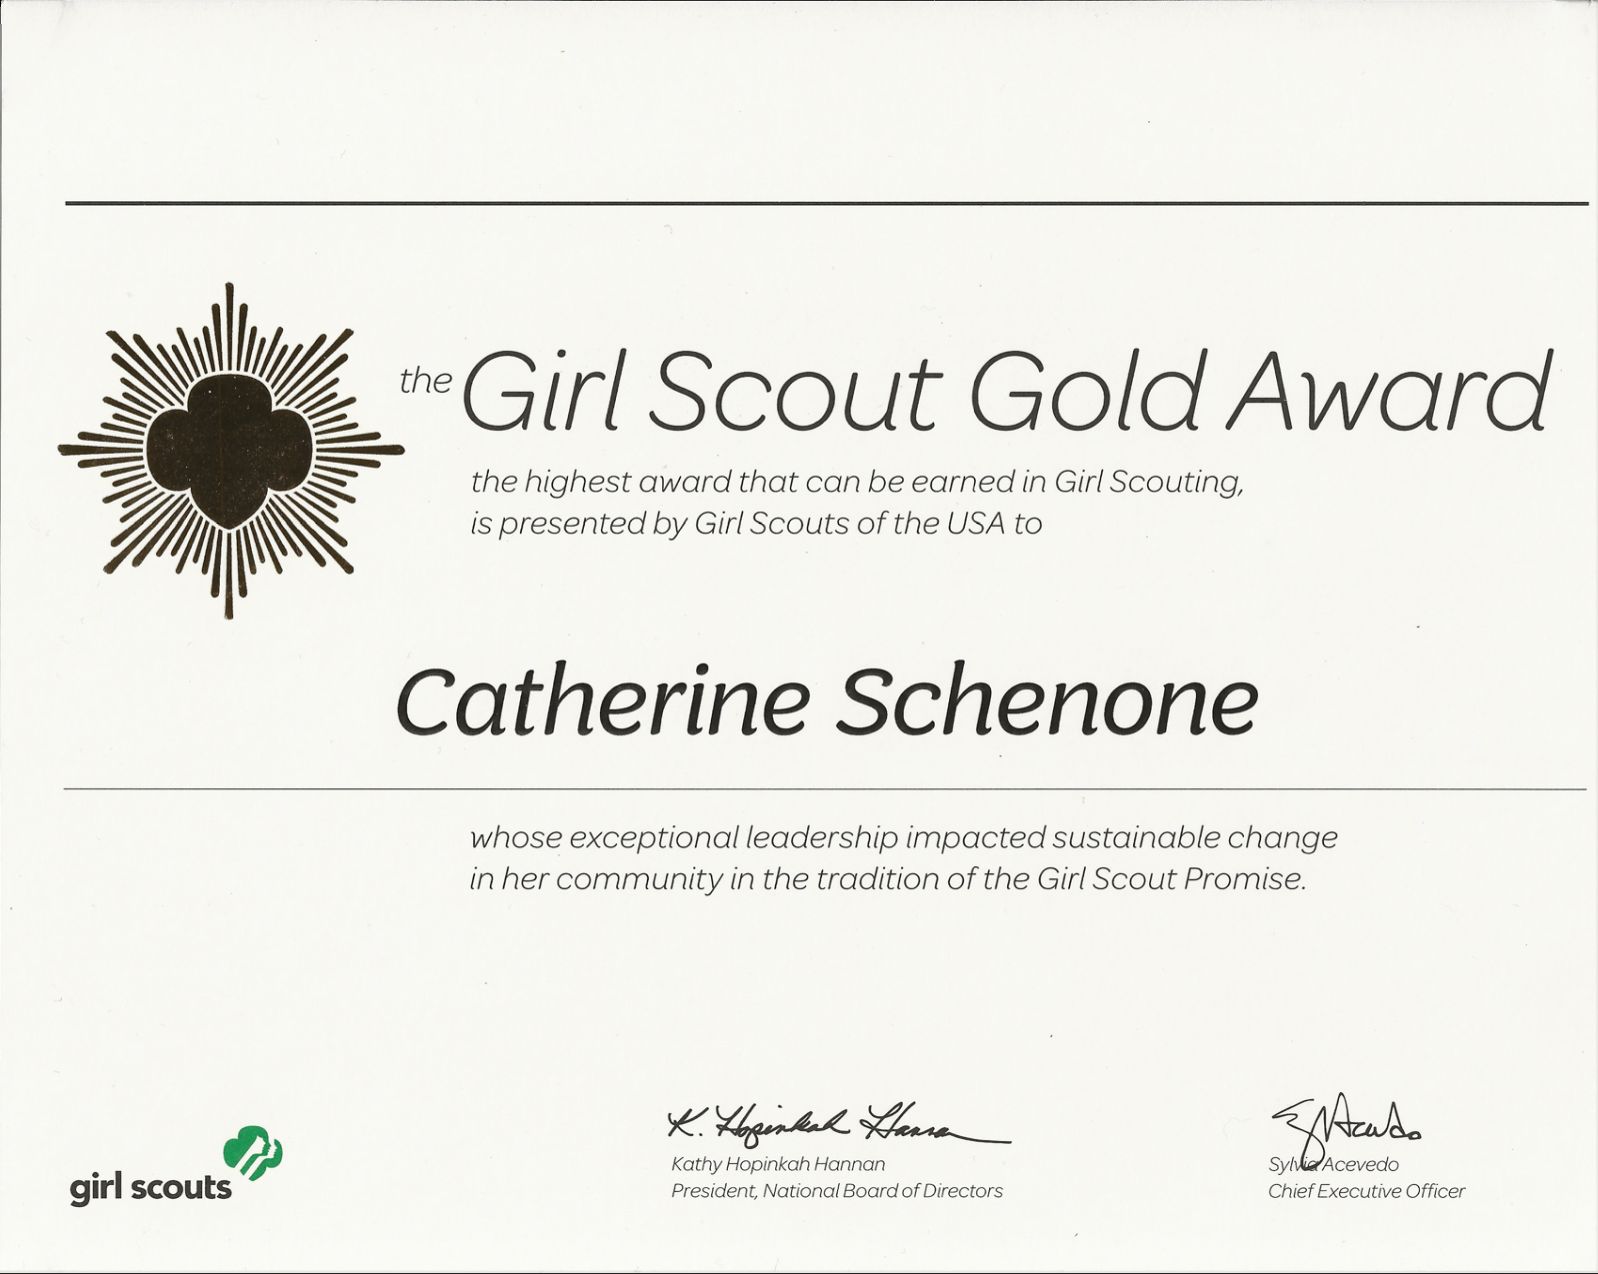 the Girl Scout Gold Award
the highest award that can be earned in Girl Scouting,
is presented by Girl Scouts of the USA to
Catherine Schenone
whose exceptional leadership impacted sustainable change
in her community in the tradition of the Girl Scout Promise.
girl scouts
K. Hopinkah Hannan
Kathy Hopinkah Hannan
President, National Board of Directors
S Acevedo
Sylvia Acevedo
Chief Executive Officer